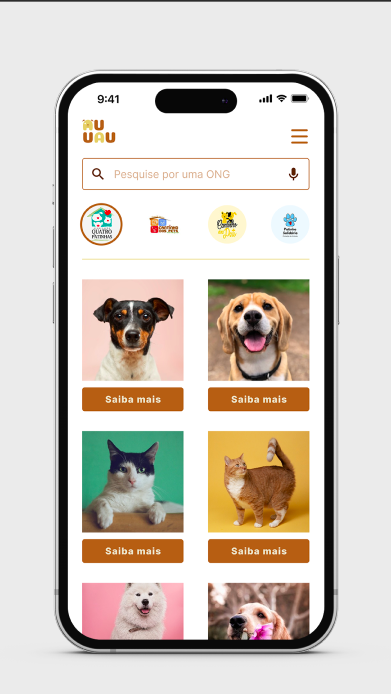 9:41
AU
UAU
Pesquise por uma ONG
QUATRO
PATINHAS
CANTINHO
DOS PETS
Patinha
Solidária
Saiba mais
Saiba mais
Saiba mais
Saiba mais